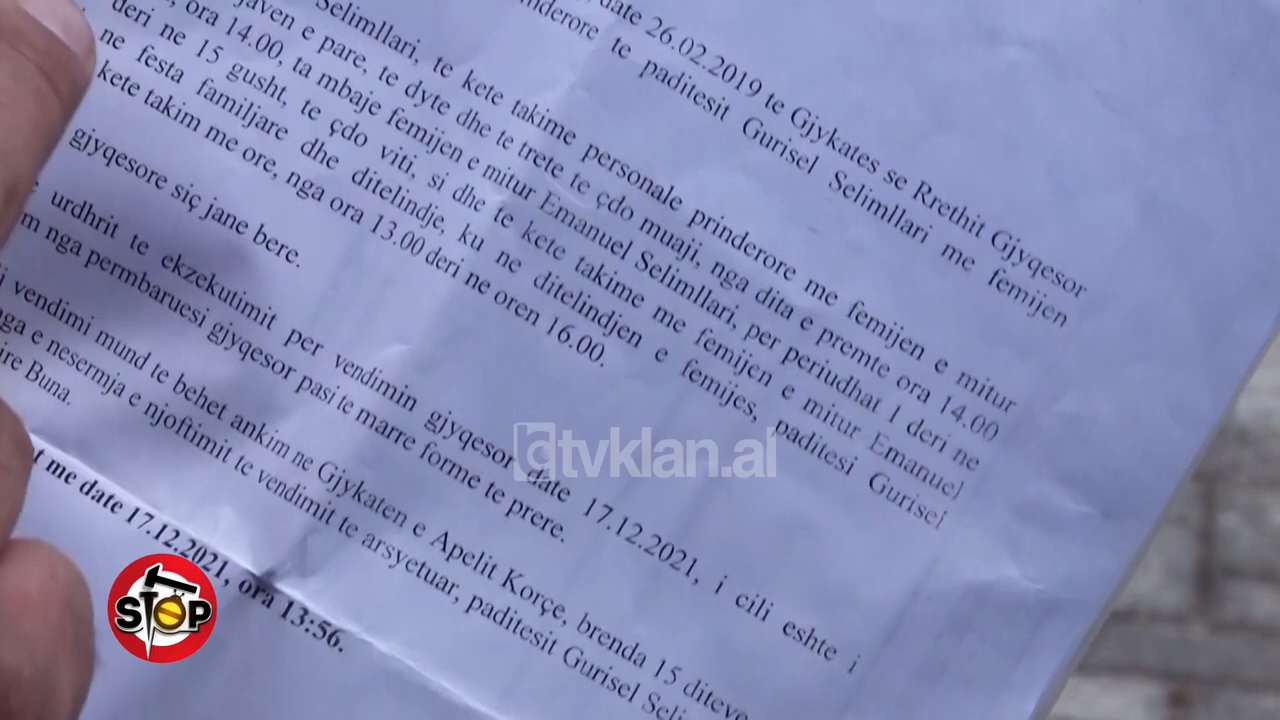 date 26.02.2019 te Gjykates se Rrethit Gjyqesor
te paditesit Gurisel Selimllari me femijen
Selimllari, te kete takime personale prinderore me femijen e mitur
e pare, te dyte dhe te trete te çdo muaji, nga dita e premte ora 14.00
ora 14.00, ta mbaje femijen e mitur Emanuel Selimllari, per periudhat 1 deri ne
deri ne 15 gusht, te çdo viti, si dhe te kete takime me femijen e mitur Emanuel
ne festa familjare dhe ditelindje, ku ne ditelindjen e femijes, paditesi Gurisel
kete takim me ore, nga ora 13.00 deri ne oren 16.00.
gjyqesore siç jane bere.
urdhrit te ekzekutimit per vendimin gjyqesor date 17.12.2021, i cili eshte i
nga permbaruesi gjyqesor pasi te marre forme te prere.
vendimi mund te behet ankim ne Gjykaten e Apelit Korçe, brenda 15 diteve
e nesermja e njoftimit te vendimit te arsyetuar, paditesit Gurisel
Buna.
me date 17.12.2021, ora 13:56.
tvklan.al
STOP